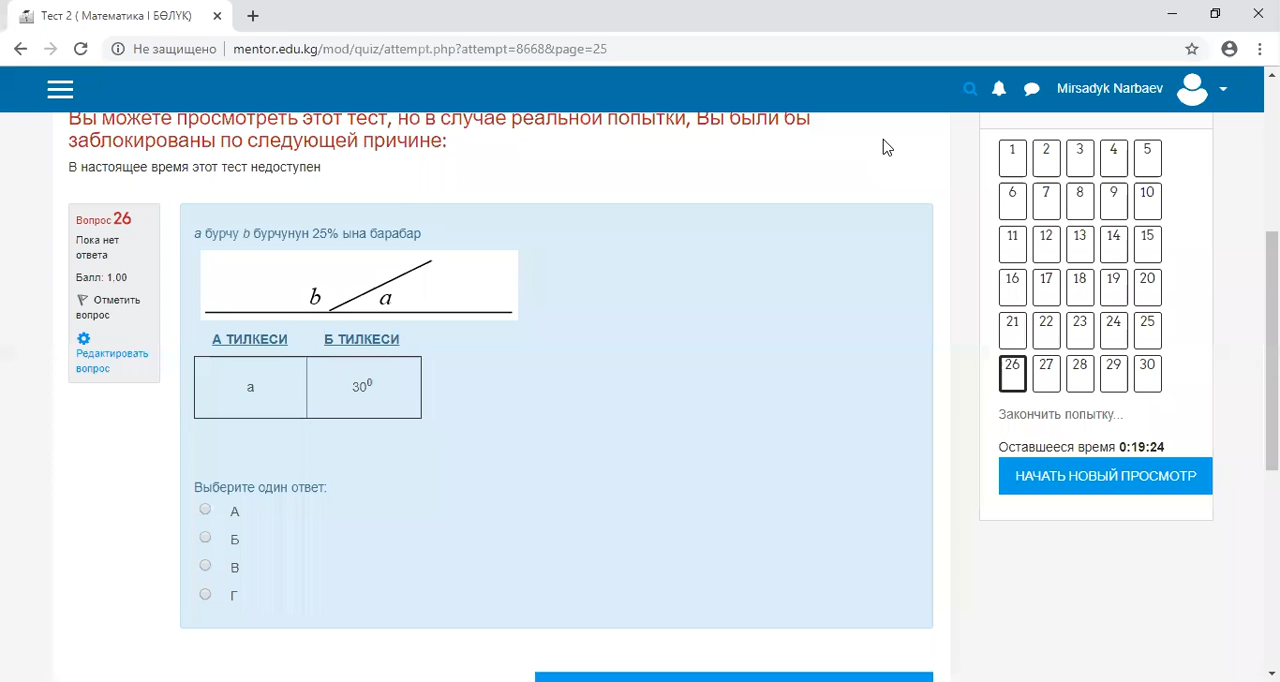 Тест 2 ( Математика I БӨЛҮК)
Не защищено
mentor.edu.kg/mod/quiz/attempt.php?attempt=8668&page=25
Mirsadyk Narbaev
Вы можете просмотреть этот тест, но в случае реальной попытки, Вы были бы
заблокированы по следующей причине:
В настоящее время этот тест недоступен
Вопрос 26
Пока нет
ответа
Балл: 1,00
Отметить
вопрос
Редактировать
вопрос
a бурчу b бурчунун 25% ына барабар
b a
А ТИЛКЕСИ Б ТИЛКЕСИ
а 30⁰
Выберите один ответ:
А
Б
В
Г
1 2 3 4 5
6 7 8 9 10
11 12 13 14 15
16 17 18 19 20
21 22 23 24 25
26 27 28 29 30
Закончить попытку...
Оставшееся время 0:19:24
НАЧАТЬ НОВЫЙ ПРОСМОТР